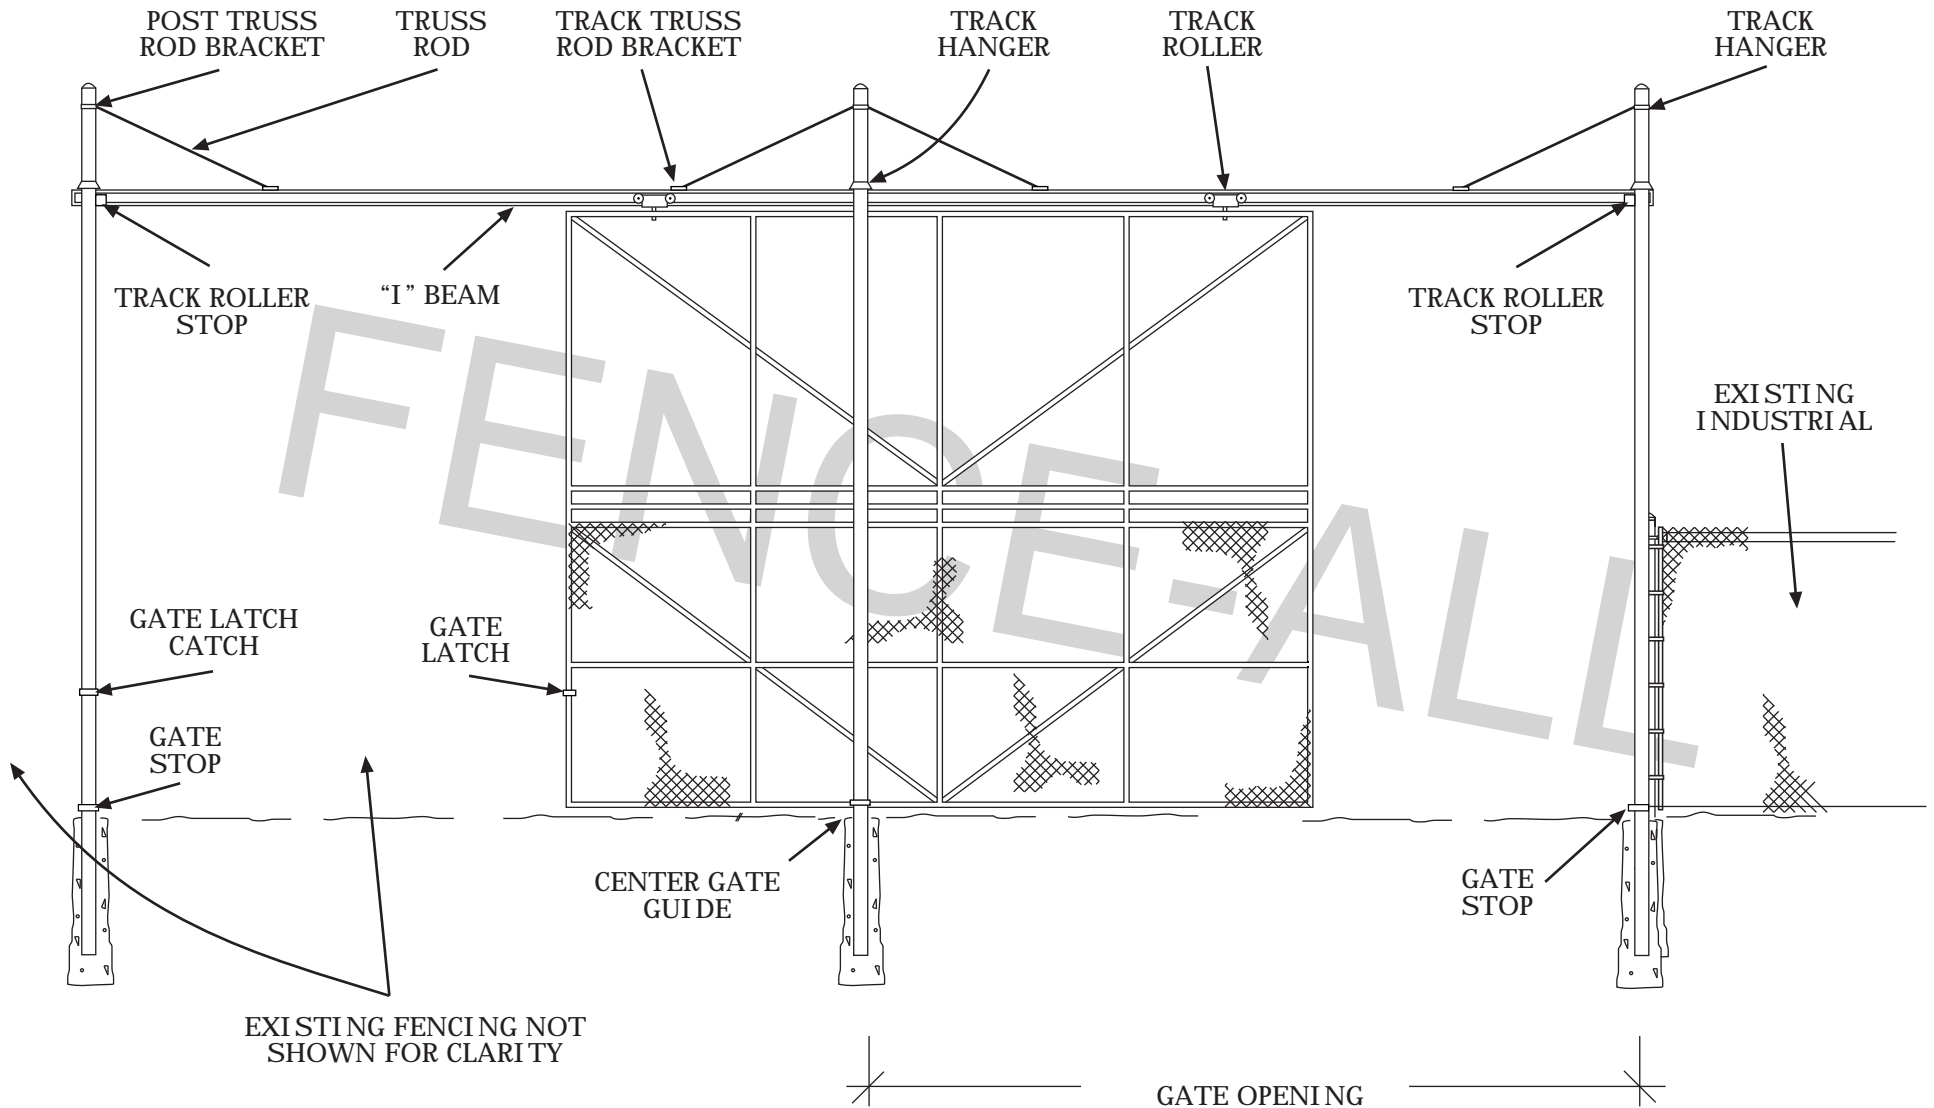 POST TRUSS
ROD BRACKET
TRUSS
ROD
TRACK TRUSS
ROD BRACKET
TRACK
HANGER
TRACK
ROLLER
TRACK
HANGER
TRACK ROLLER
STOP
“I” BEAM
TRACK ROLLER
STOP
FENCE-ALL
EXISTING
INDUSTRIAL
GATE LATCH
CATCH
GATE
LATCH
GATE
STOP
CENTER GATE
GUIDE
GATE
STOP
EXISTING FENCING NOT
SHOWN FOR CLARITY
GATE OPENING